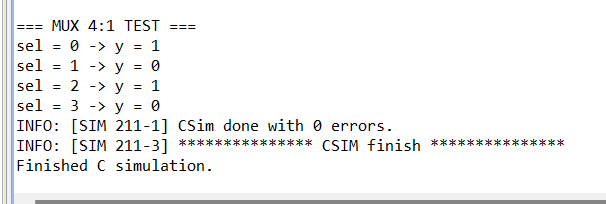 === MUX 4:1 TEST ===
sel = 0 -> y = 1
sel = 1 -> y = 0
sel = 2 -> y = 1
sel = 3 -> y = 0
INFO: [SIM 211-1] CSim done with 0 errors.
INFO: [SIM 211-3] *************** CSIM finish ***************
Finished C simulation.